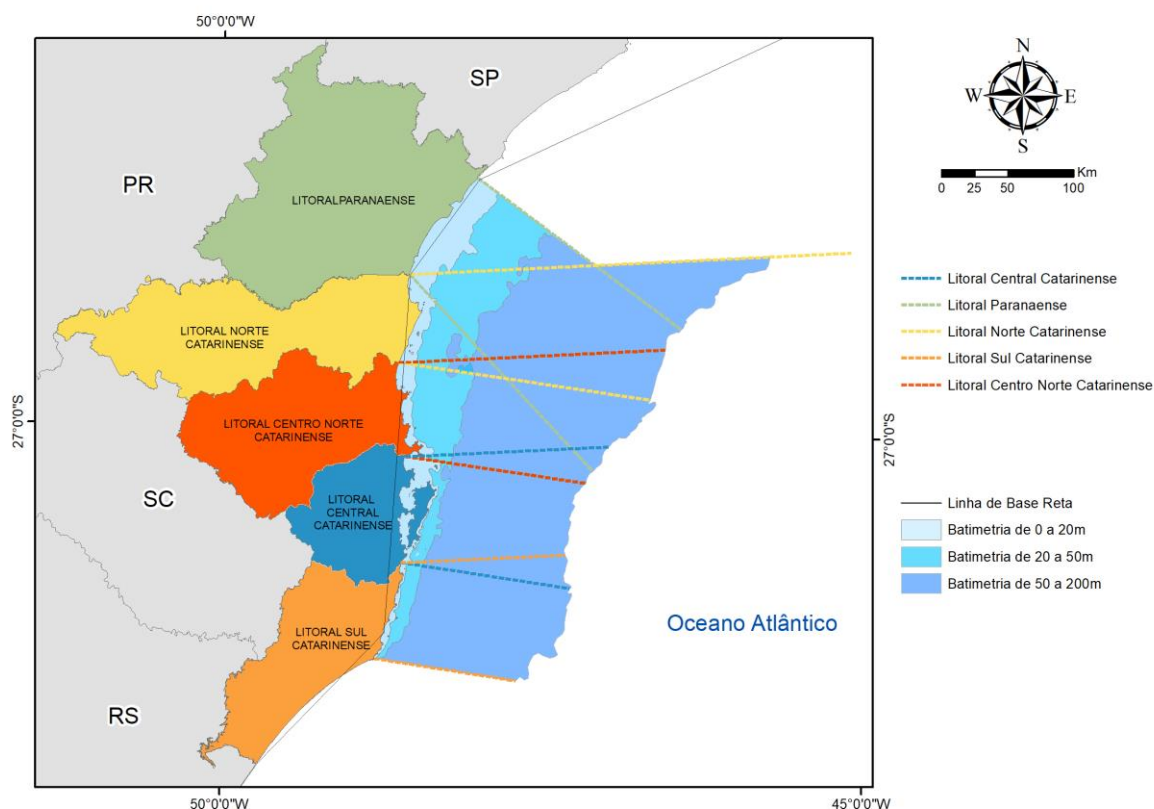 50°0'0"W
SP
PR
LITORALPARANAENSE
LITORAL NORTE
CATARINENSE
LITORAL CENTRO NORTE
CATARINENSE
27°0'0"S
27°0'0"S
SC
LITORAL
CENTRAL
CATARINENSE
LITORAL SUL
CATARINENSE
Oceano Atlântico
RS
50°0'0"W
45°0'0"W
N
W
E
S
Km
0 25 50 100
Litoral Central Catarinense
Litoral Paranaense
Litoral Norte Catarinense
Litoral Sul Catarinense
Litoral Centro Norte Catarinense
Linha de Base Reta
Batimetria de 0 a 20m
Batimetria de 20 a 50m
Batimetria de 50 a 200m